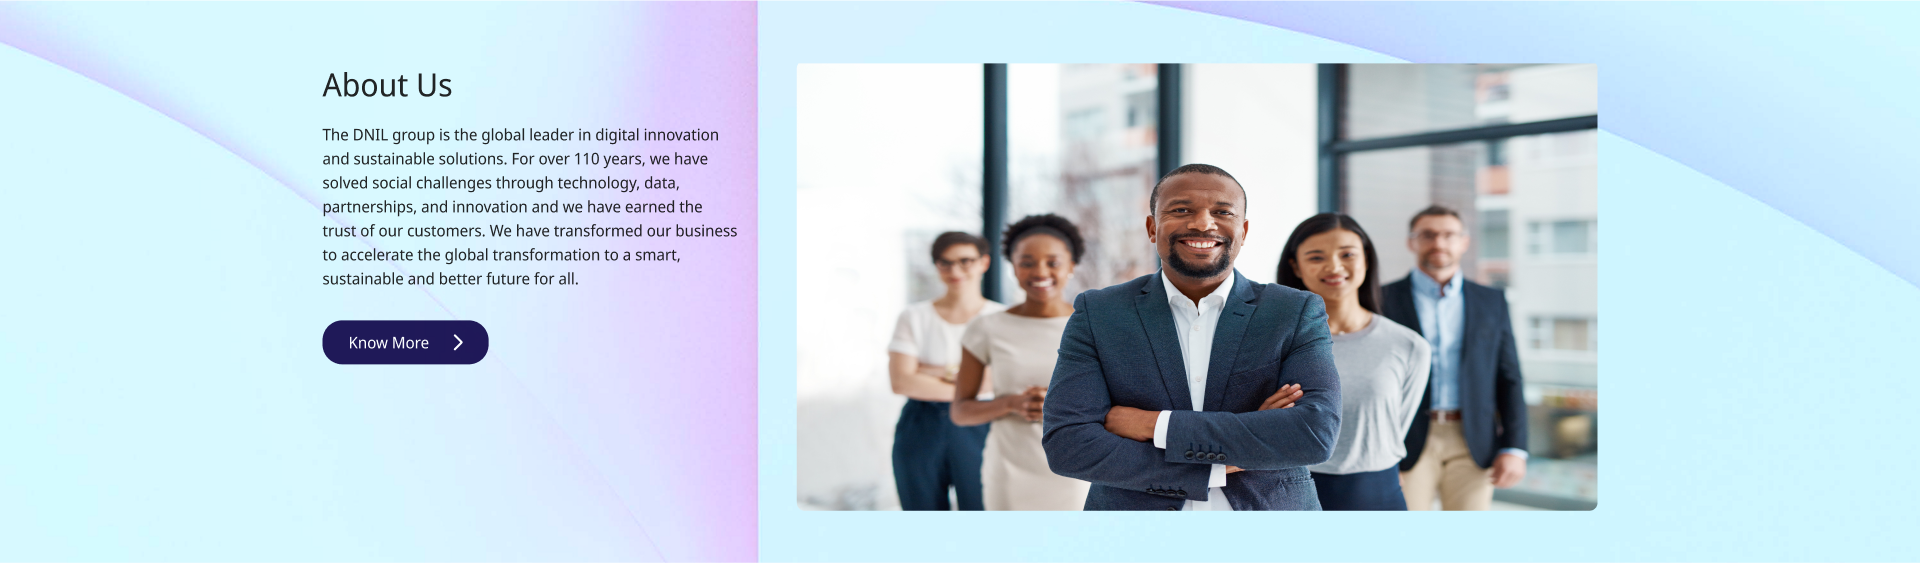 About Us
The DNIL group is the global leader in digital innovation
and sustainable solutions. For over 110 years, we have
solved social challenges through technology, data,
partnerships, and innovation and we have earned the
trust of our customers. We have transformed our business
to accelerate the global transformation to a smart,
sustainable and better future for all.
Know More